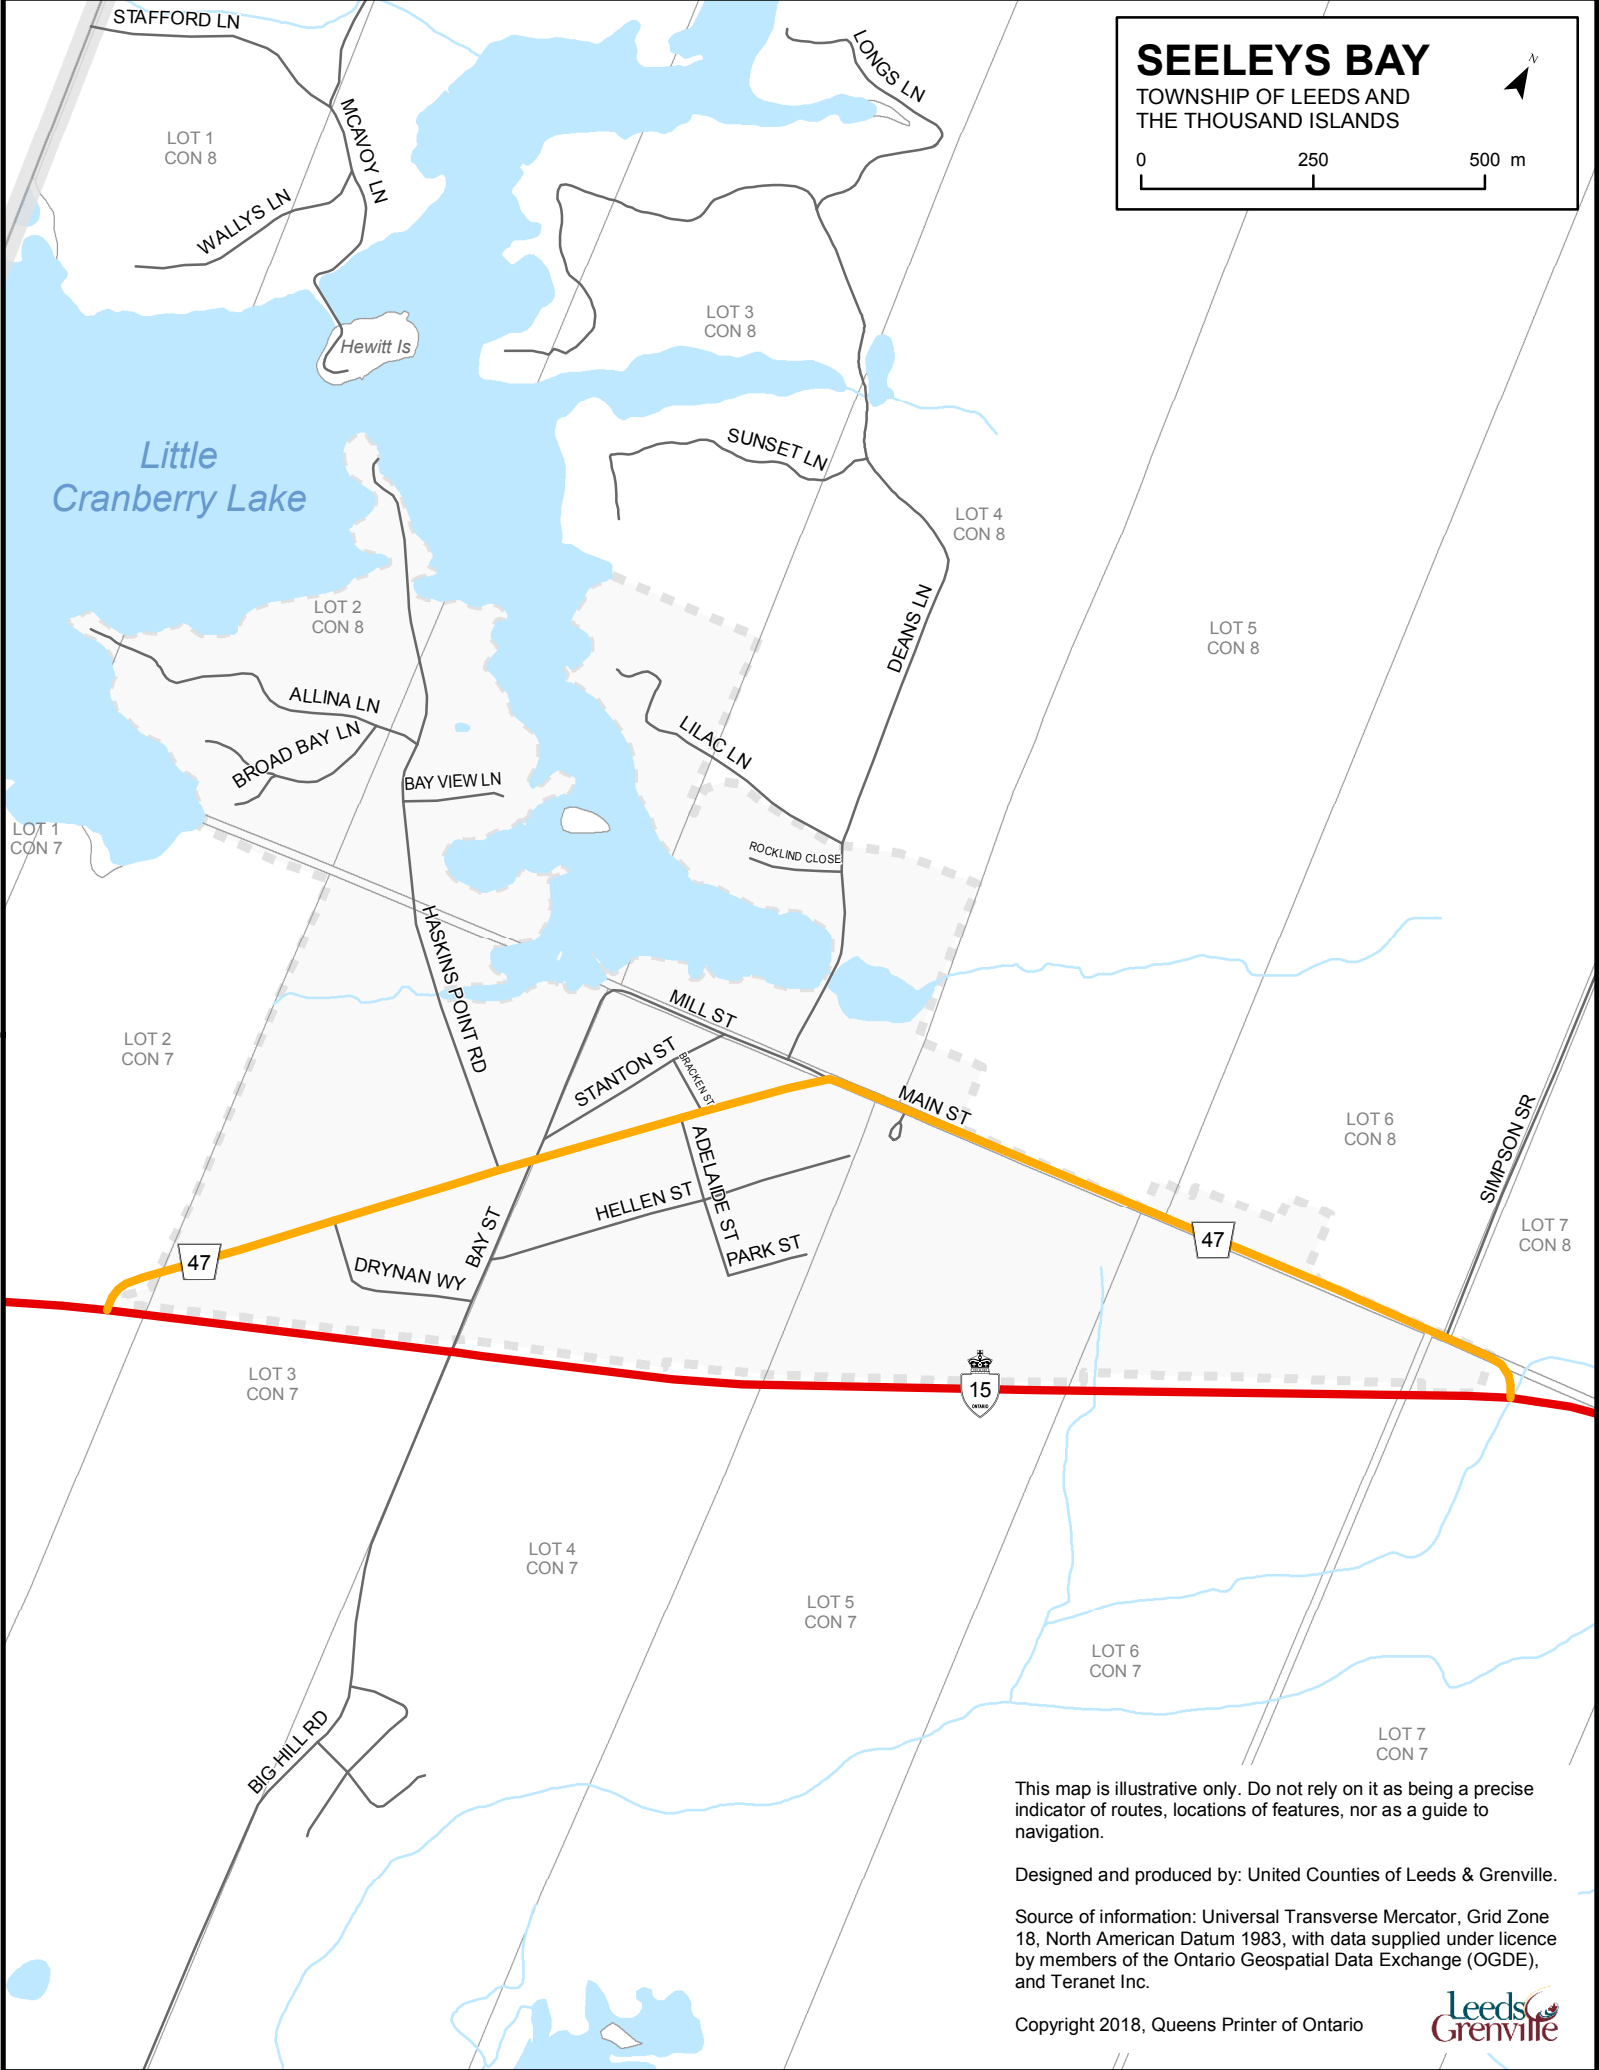 STAFFORD LN
LONGS LN
SEELEYS BAY
TOWNSHIP OF LEEDS AND
THE THOUSAND ISLANDS
N
0 250 500 m
LOT 1
CON 8
MCAVOY LN
WALLYS LN
LOT 3
CON 8
Hewitt Is
Little
Cranberry Lake
SUNSET LN
LOT 4
CON 8
LOT 2
CON 8
DEANS LN
LOT 5
CON 8
ALLINA LN
BROAD BAY LN
LILAC LN
BAY VIEW LN
LOT 1
CON 7
ROCKLIND CLOSE
HASKINS POINT RD
MILL ST
LOT 2
CON 7
STANTON ST
BRACKEN ST
MAIN ST
LOT 6
CON 8
SIMPSON SR
ADELAIDE ST
HELLEN ST
BAY ST
PARK ST
47
47
LOT 7
CON 8
DRYNAN WY
LOT 3
CON 7
15
ONTARIO
LOT 4
CON 7
LOT 5
CON 7
LOT 6
CON 7
BIG HILL RD
LOT 7
CON 7
This map is illustrative only. Do not rely on it as being a precise
indicator of routes, locations of features, nor as a guide to
navigation.
Designed and produced by: United Counties of Leeds & Grenville.
Source of information: Universal Transverse Mercator, Grid Zone
18, North American Datum 1983, with data supplied under licence
by members of the Ontario Geospatial Data Exchange (OGDE),
and Teranet Inc.
Copyright 2018, Queens Printer of Ontario
Leeds
Grenville